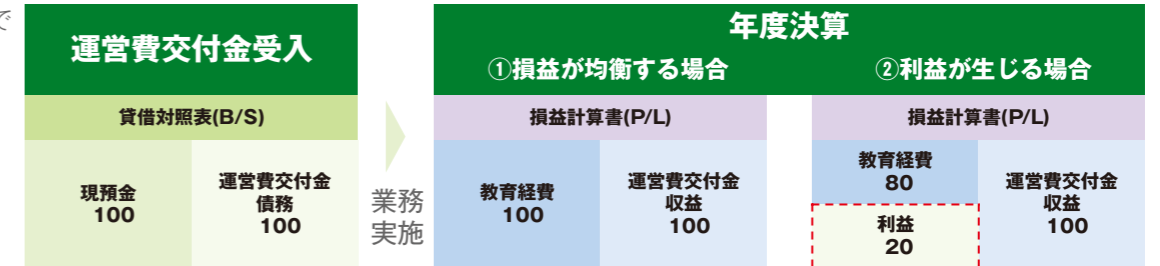 で
運営費交付金受入
貸借対照表(B/S)
現預金
100
運営費交付金
債務
100
業務
実施
年度決算
①損益が均衡する場合
損益計算書(P/L)
教育経費
100
運営費交付金
収益
100
②利益が生じる場合
損益計算書(P/L)
教育経費
80
利益
20
運営費交付金
収益
100